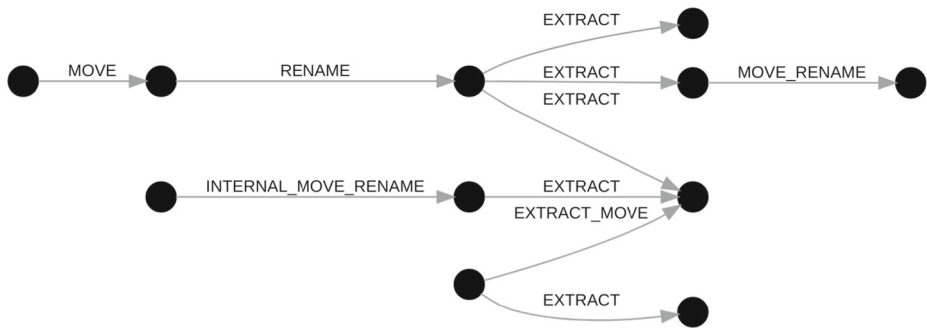 EXTRACT
MOVE
RENAME
EXTRACT
MOVE_RENAME
EXTRACT
INTERNAL_MOVE_RENAME
EXTRACT
EXTRACT_MOVE
EXTRACT